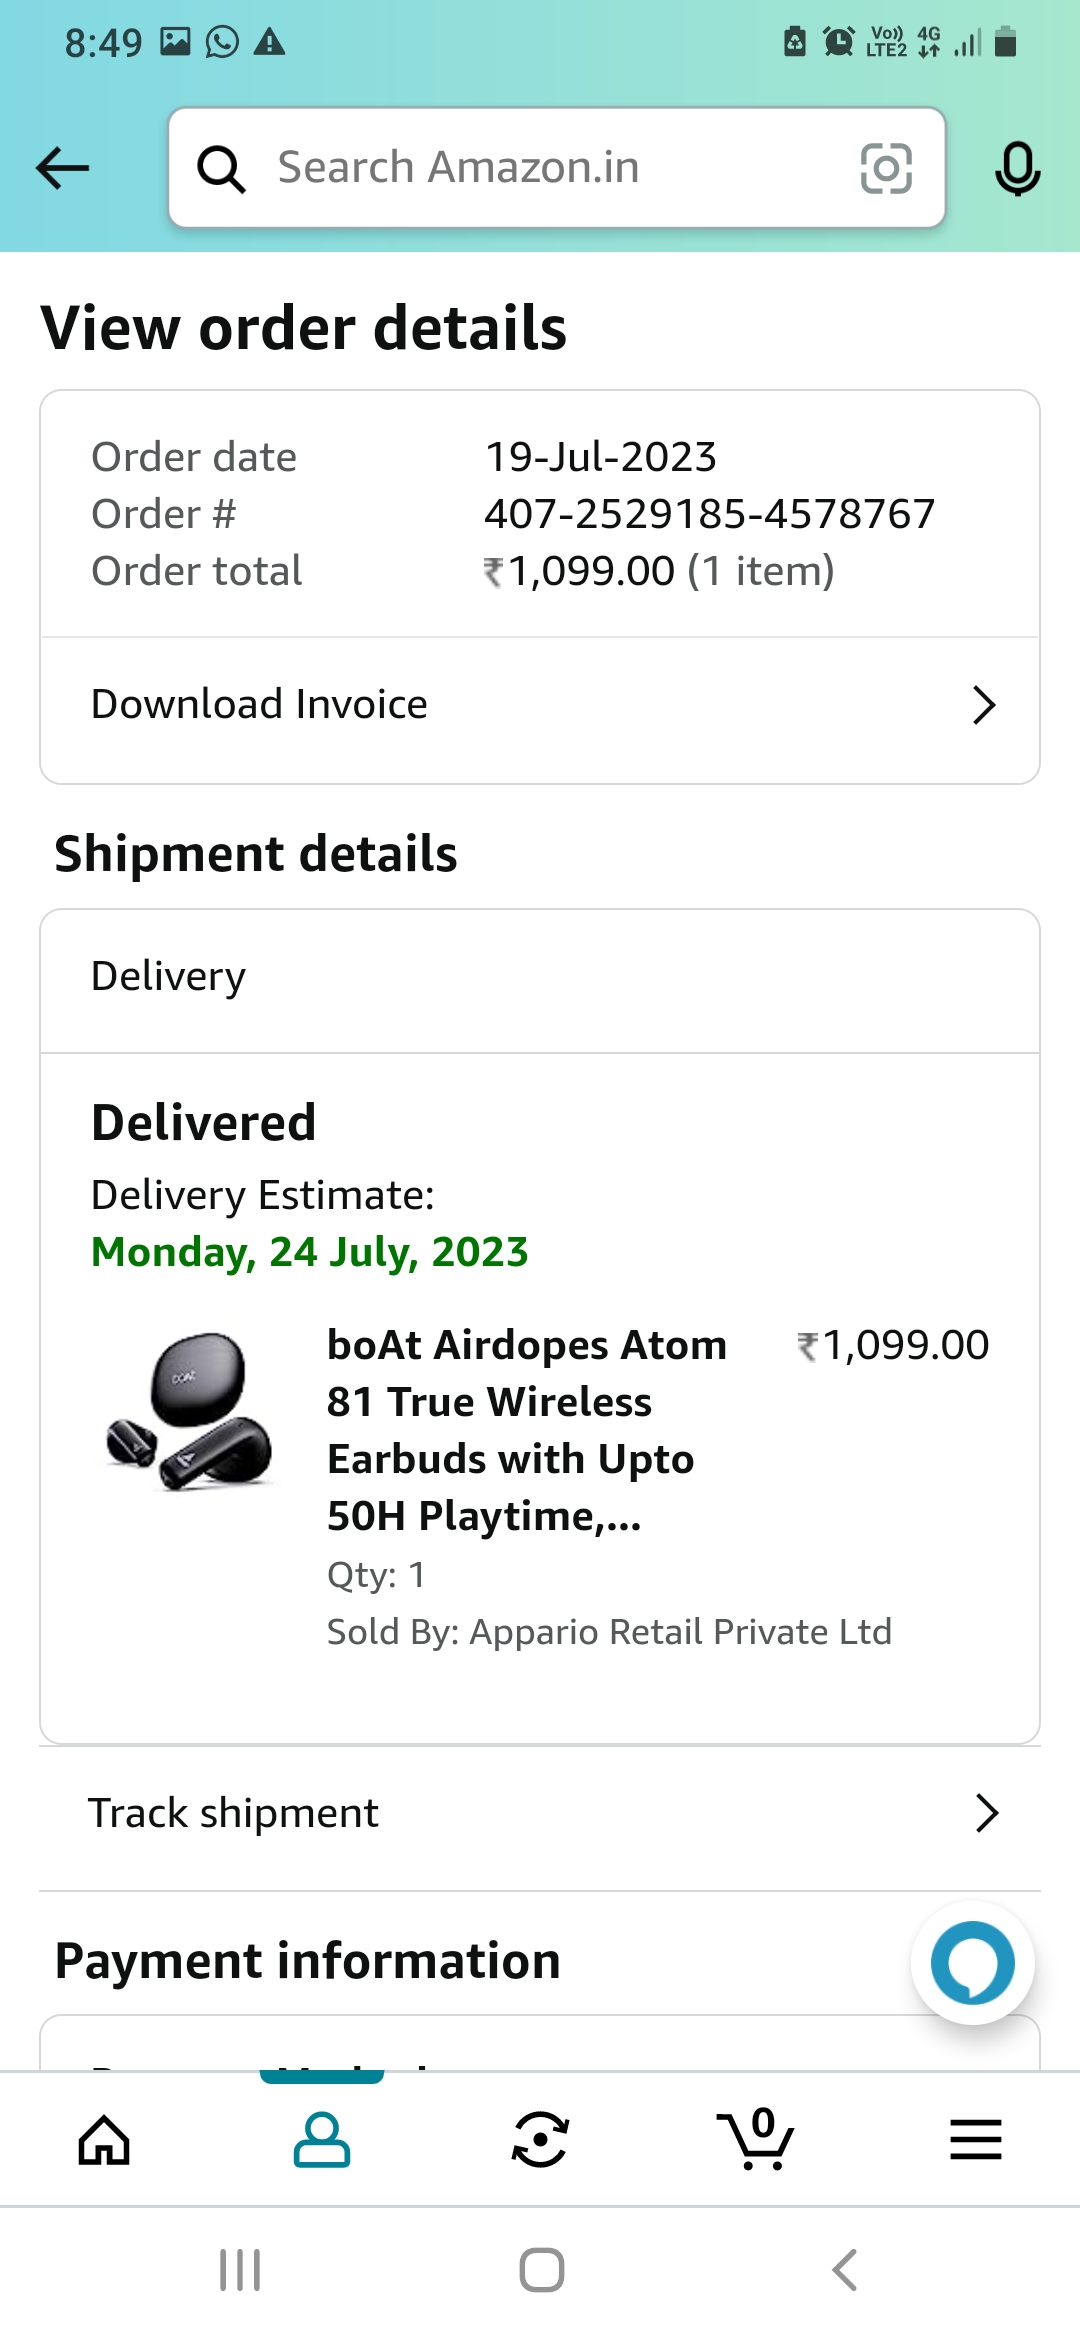 8:49
Vo)) 4G
LTE2
Search Amazon.in
View order details
Order date 19-Jul-2023
Order # 407-2529185-4578767
Order total ₹1,099.00 (1 item)
Download Invoice
Shipment details
Delivery
Delivered
Delivery Estimate:
Monday, 24 July, 2023
boAt Airdopes Atom ₹1,099.00
81 True Wireless
Earbuds with Upto
50H Playtime,...
Qty: 1
Sold By: Appario Retail Private Ltd
Track shipment
Payment information
0